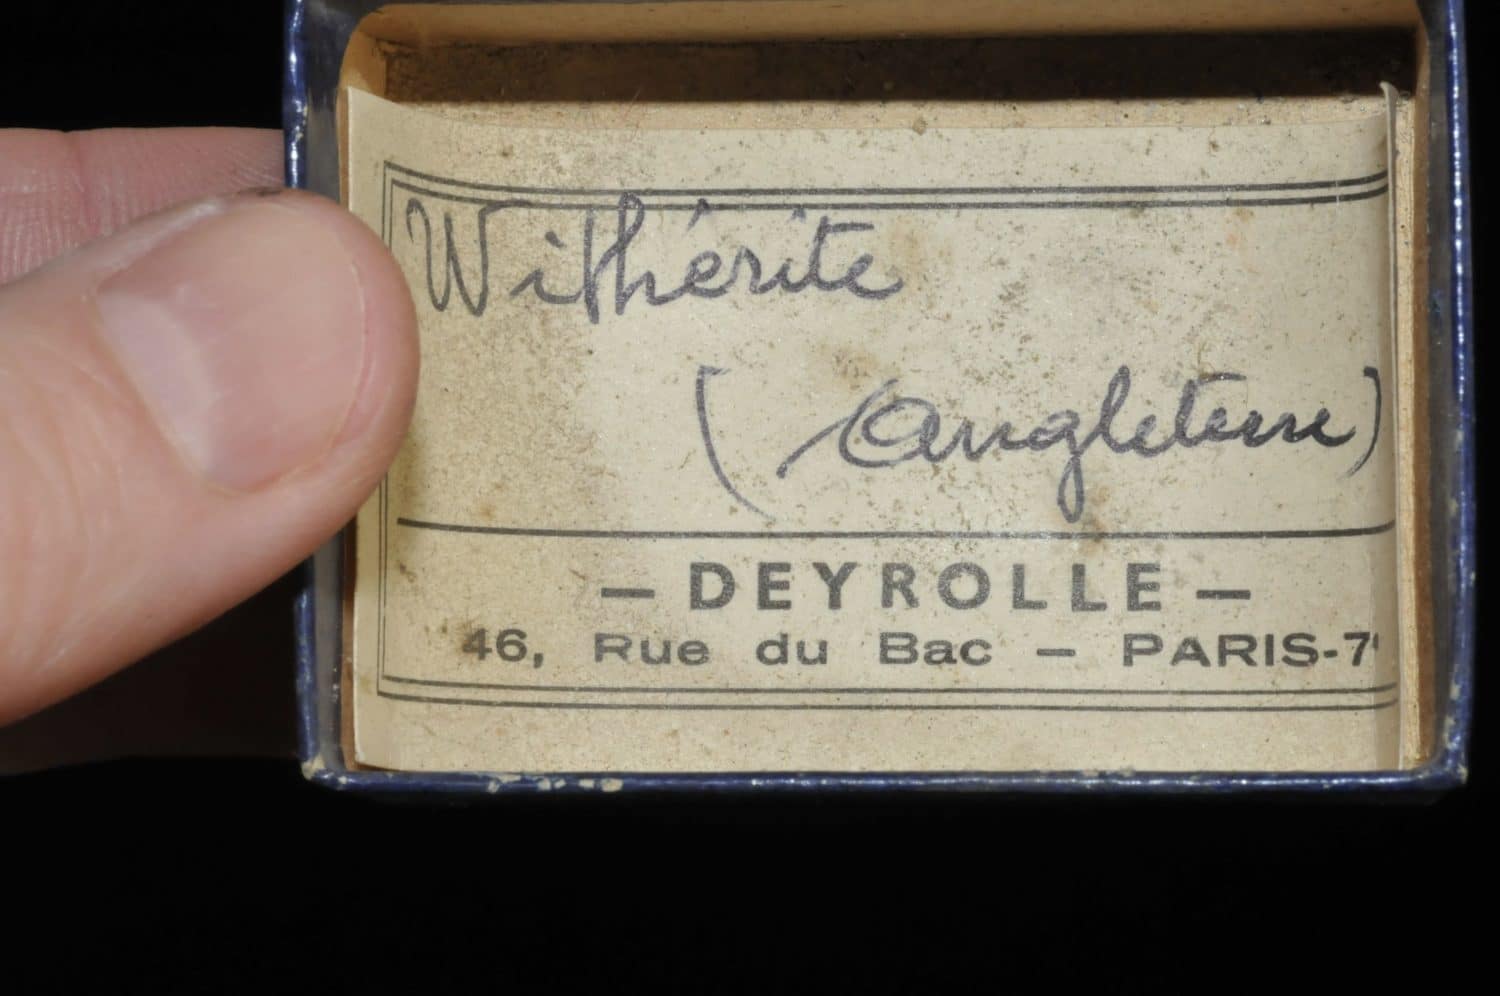 Withérite
(Angleterre)
— DEYROLLE —
46, Rue du Bac — PARIS-7